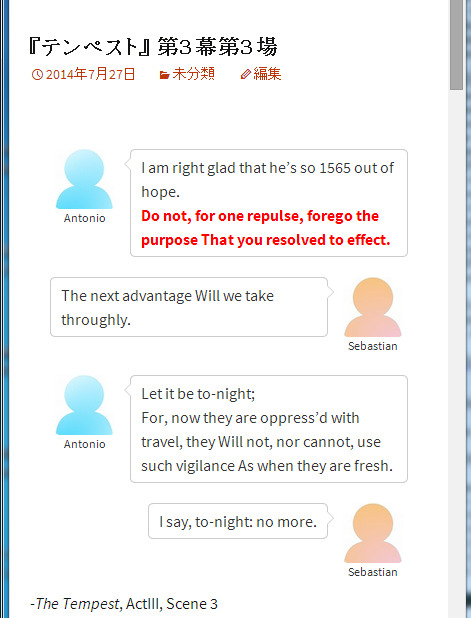 『テンペスト』 第３幕第３場
2014年7月27日 未分類 編集
I am right glad that he’s so 1565 out of
hope.
Do not, for one repulse, forego the
purpose That you resolved to effect.
Antonio
The next advantage Will we take
throughly.
Sebastian
Let it be to-night;
For, now they are oppress’d with
travel, they Will not, nor cannot, use
such vigilance As when they are fresh.
Antonio
I say, to-night: no more.
Sebastian
-The Tempest, ActIII, Scene 3